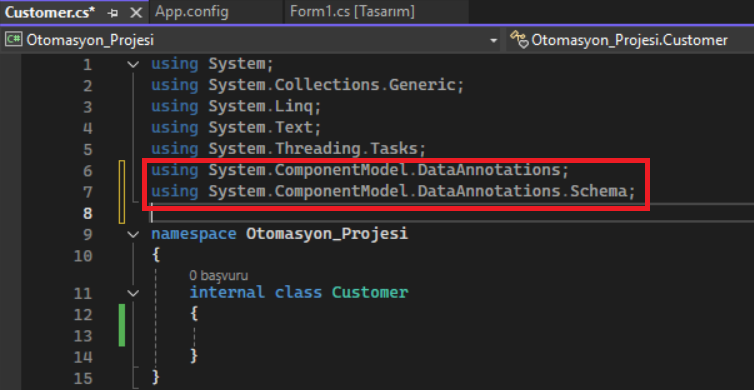 Customer.cs* App.config Form1.cs [Tasarım]
C# Otomasyon_Projesi Otomasyon_Projesi.Customer
1 using System;
2 using System.Collections.Generic;
3 using System.Linq;
4 using System.Text;
5 using System.Threading.Tasks;
6 using System.ComponentModel.DataAnnotations;
7 using System.ComponentModel.DataAnnotations.Schema;
8
9 namespace Otomasyon_Projesi
10 {
0 başvuru
11 internal class Customer
12 {
13
14 }
15 }